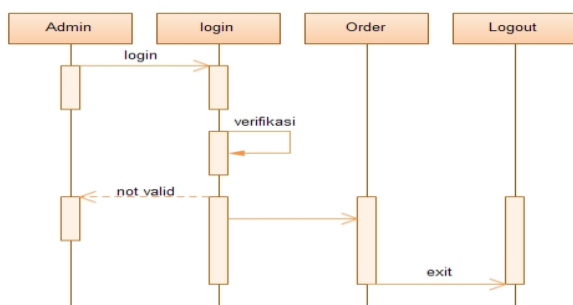 Admin
login
Order
Logout
login
verifikasi
not valid
exit